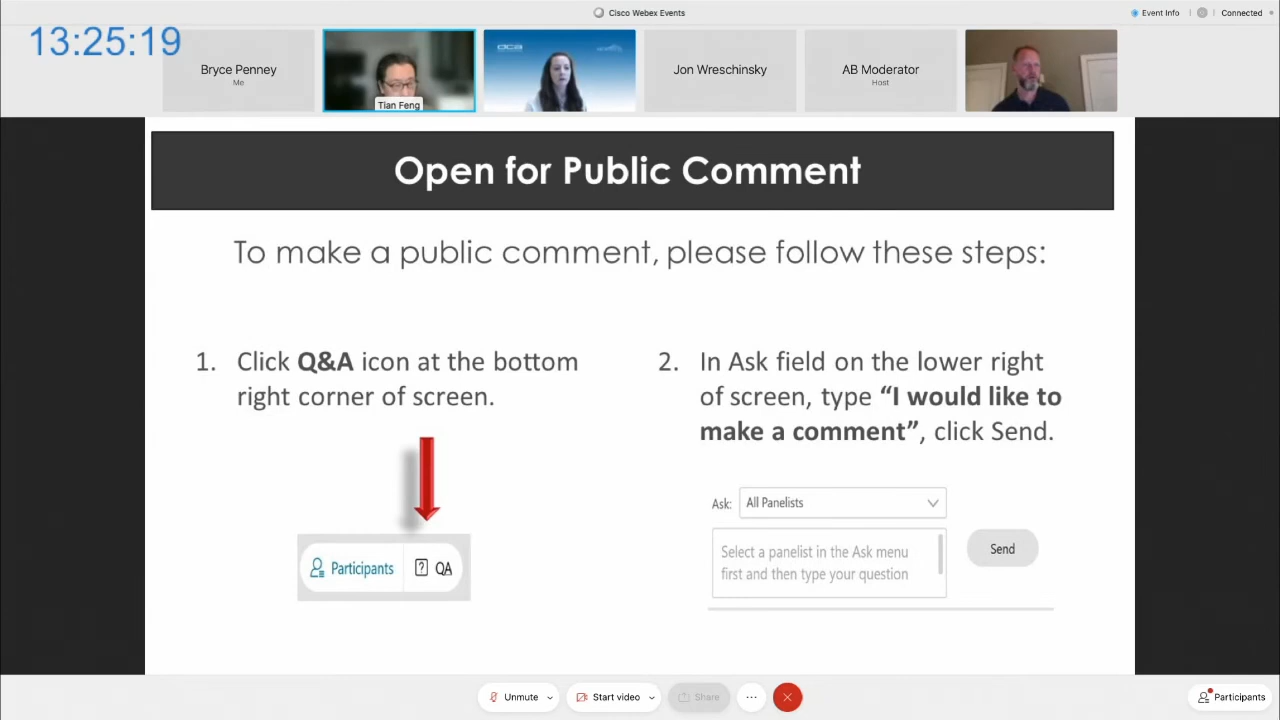 Cisco Webex Events
Event Info
Connected
13:25:19
Bryce Penney
Me
Tian Feng
oca
Jon Wreschinsky
AB Moderator
Host
Open for Public Comment
To make a public comment, please follow these steps:
1. Click Q&A icon at the bottom
right corner of screen.
Participants
QA
2. In Ask field on the lower right
of screen, type “I would like to
make a comment”, click Send.
Ask:
All Panelists
Select a panelist in the Ask menu
first and then type your question
Send
Unmute
Start video
Share
Participants